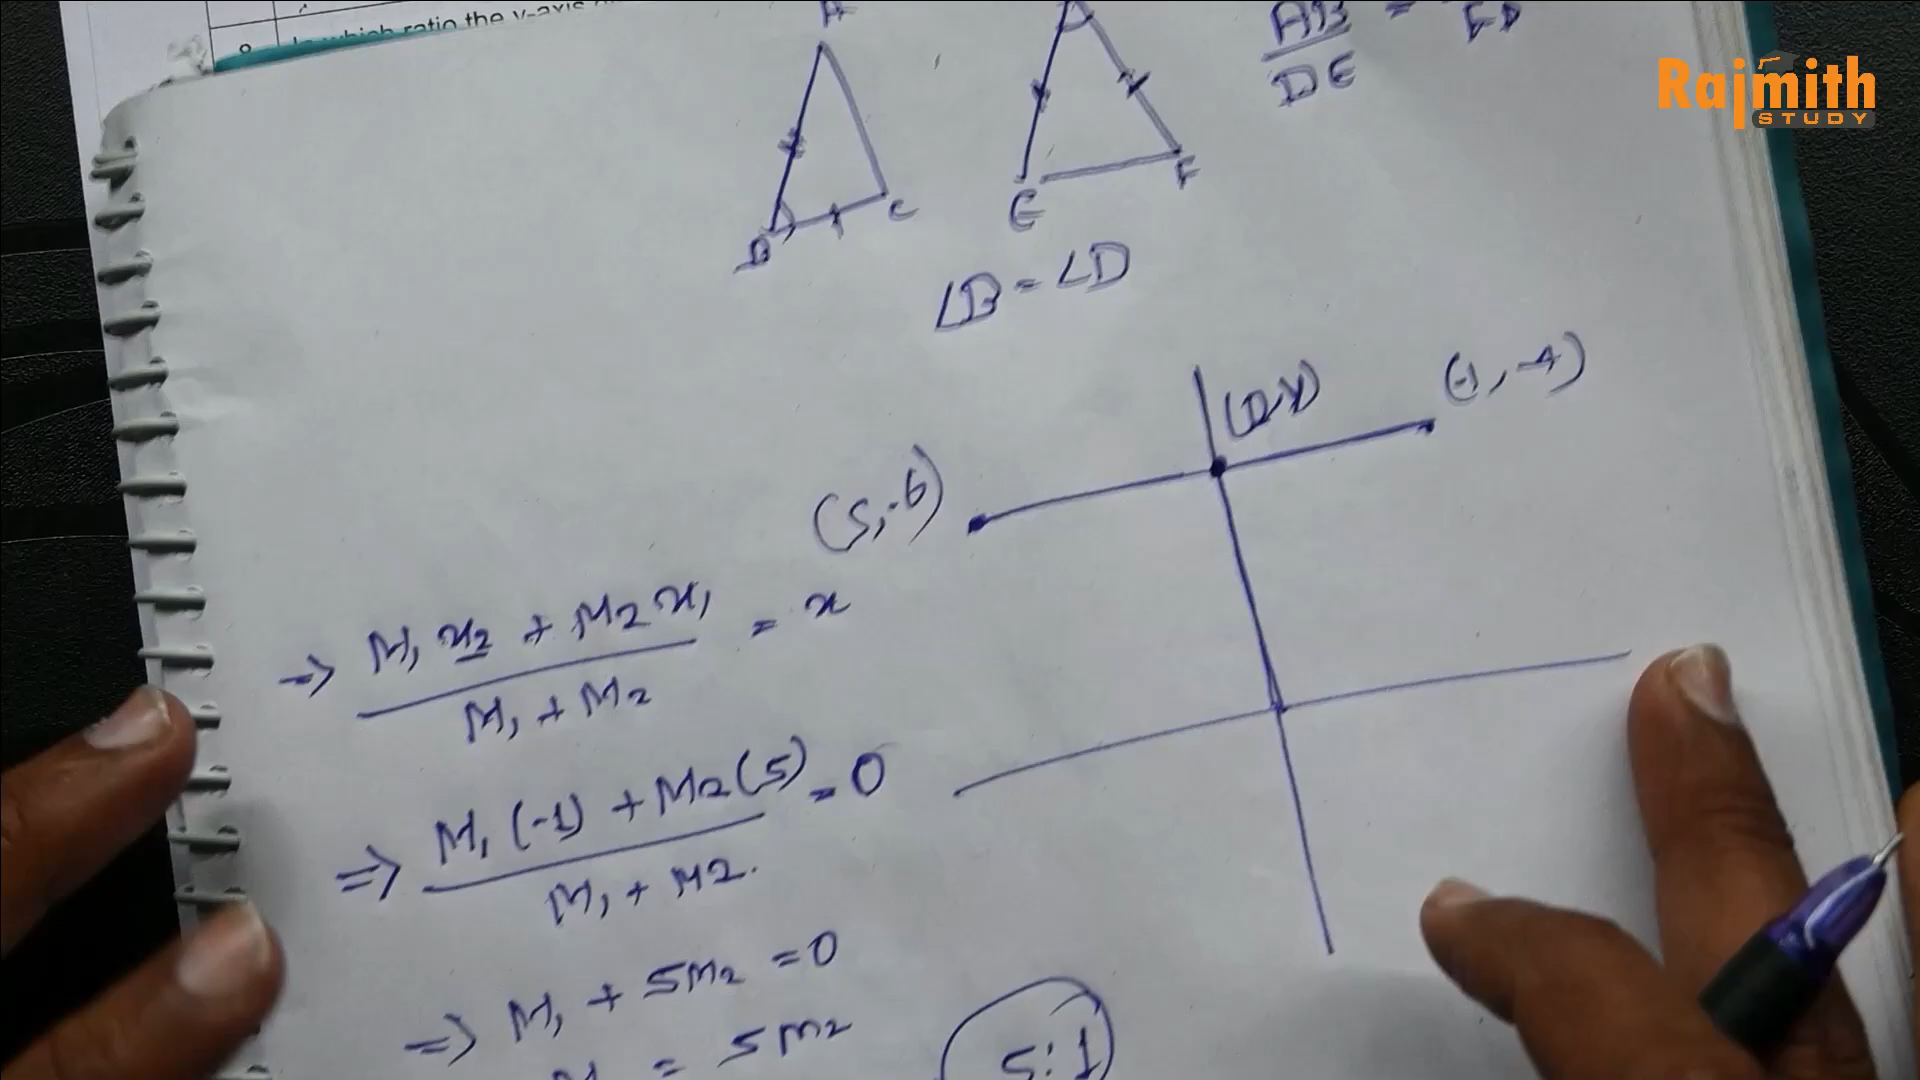 In which ratio the y-axis
A
B
C
E
F
AB/DE =
∠B = ∠D
(0,y)
(-1, -4)
(5,-6)
=> M₁x₂ + M₂x₁ / M₁ + M₂ = x
=> M₁(-1) + M₂(5) / M₁ + M2. = 0
=> M₁ + 5M₂ = 0
= 5M₂
5:1
Rajmith
STUDY